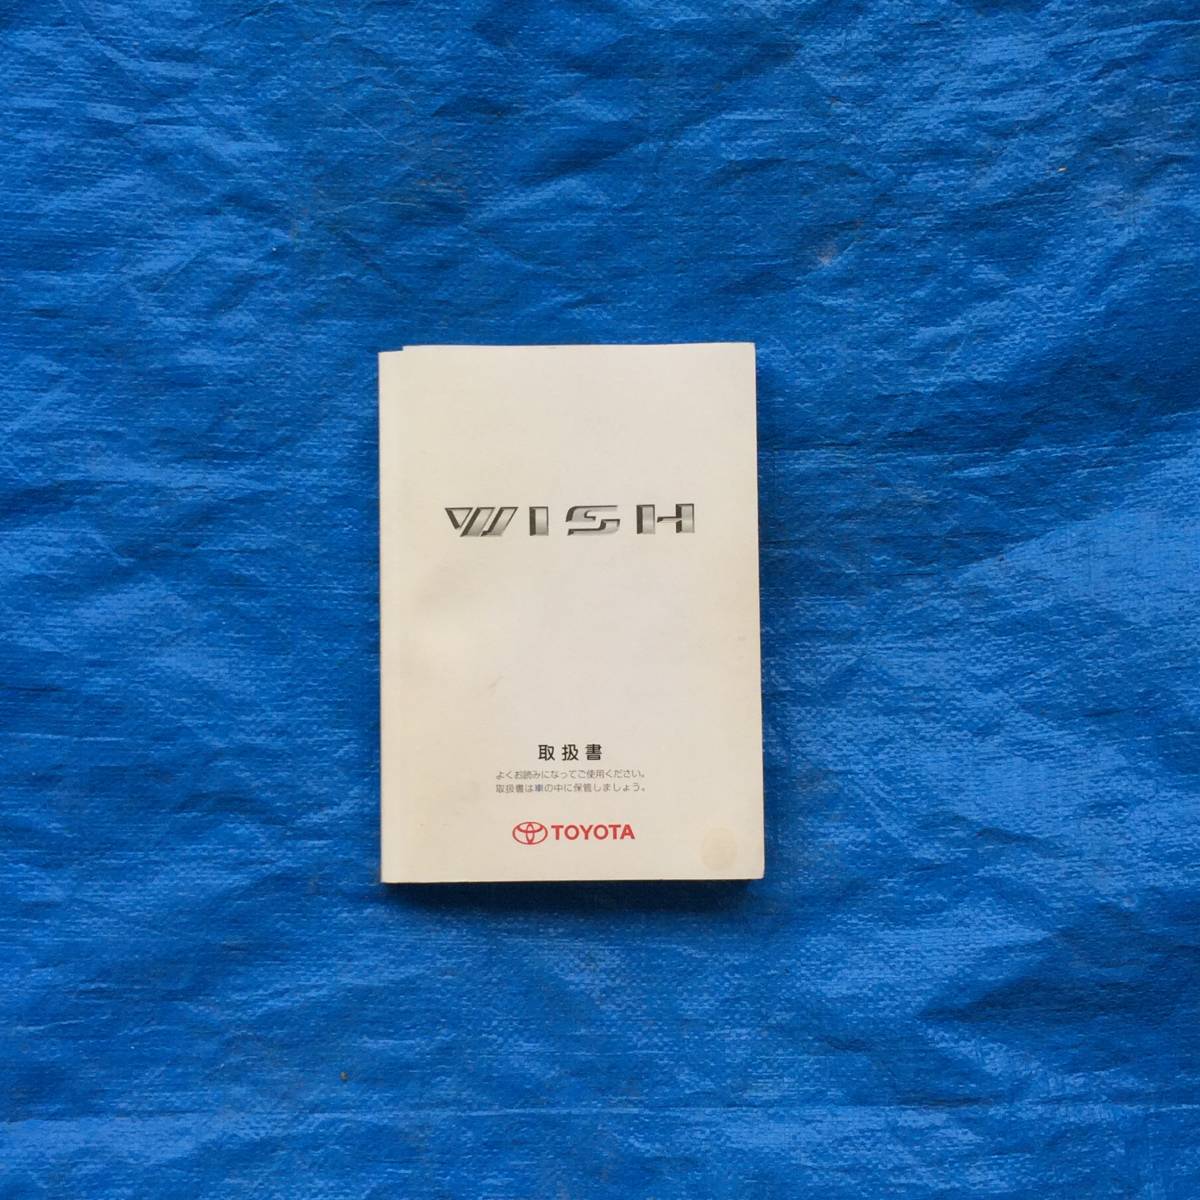 WISH
取扱書
よくお読みになってご使用ください。
取扱書は車の中に保管しましょう。
TOYOTA